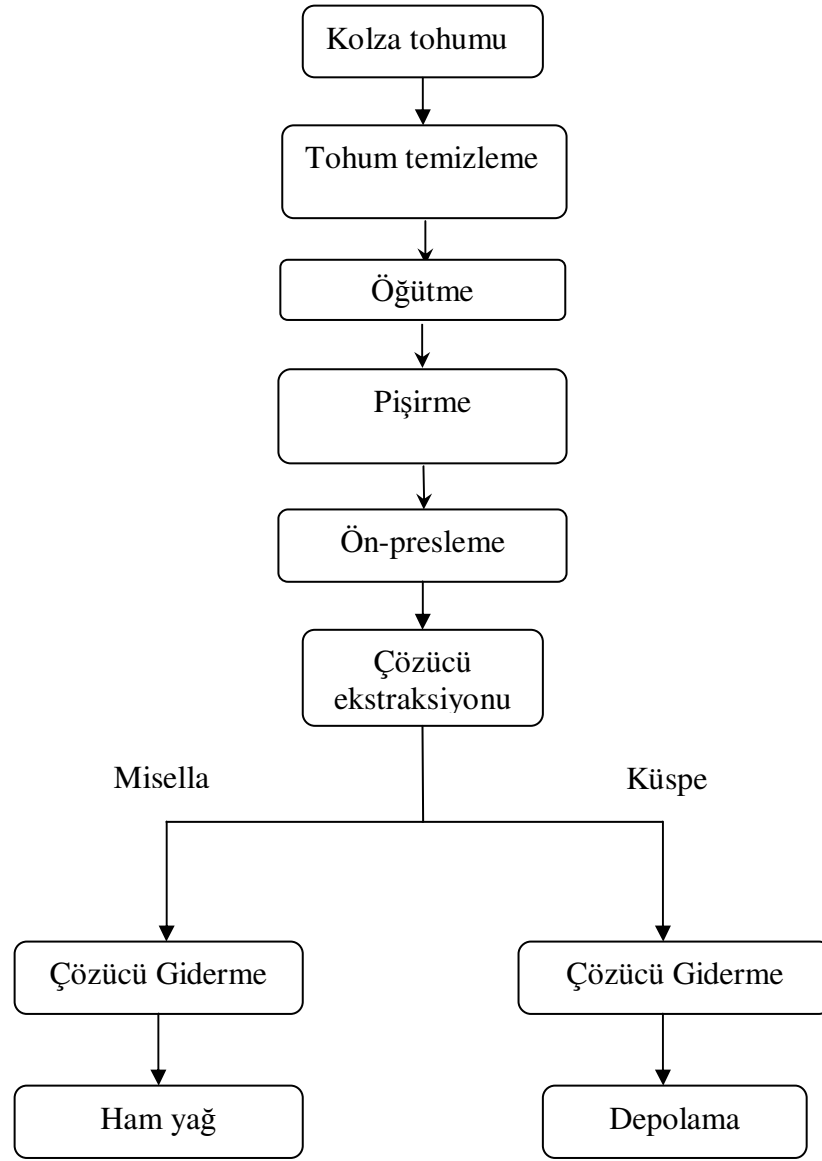 Kolza tohumu
Tohum temizleme
Öğütme
Pişirme
Ön-presleme
Çözücü
ekstraksiyonu
Misella
Küspe
Çözücü Giderme
Çözücü Giderme
Ham yağ
Depolama